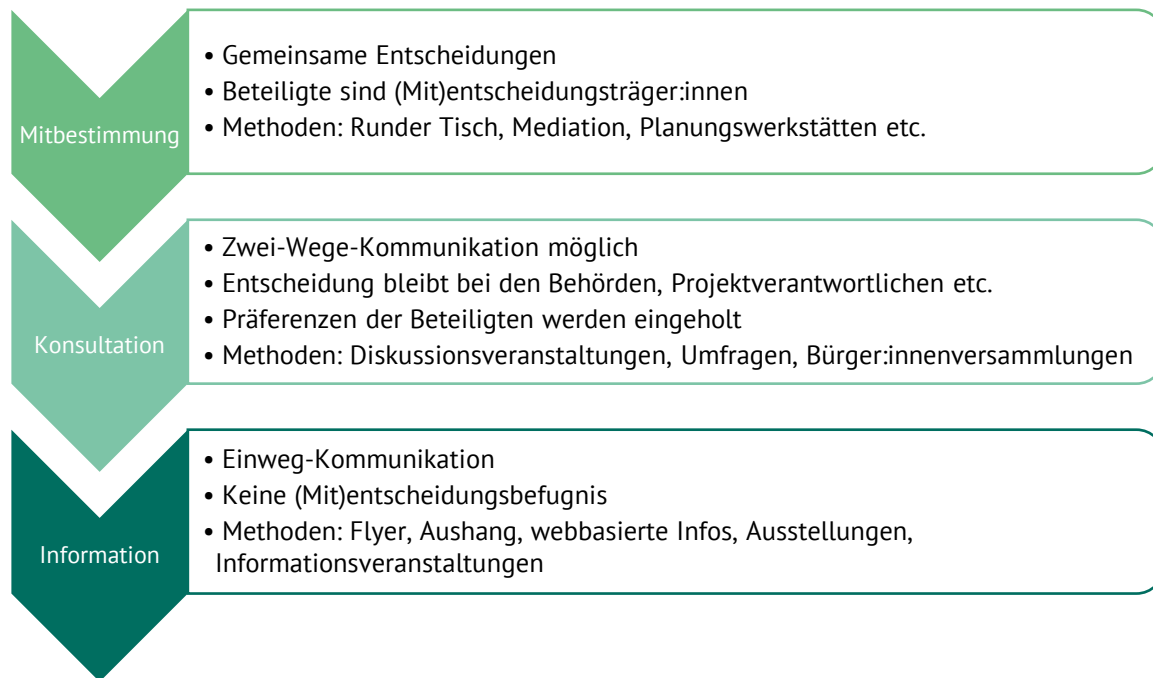 Mitbestimmung
• Gemeinsame Entscheidungen
• Beteiligte sind (Mit)entscheidungsträger:innen
• Methoden: Runder Tisch, Mediation, Planungswerkstätten etc.
Konsultation
• Zwei-Wege-Kommunikation möglich
• Entscheidung bleibt bei den Behörden, Projektverantwortlichen etc.
• Präferenzen der Beteiligten werden eingeholt
• Methoden: Diskussionsveranstaltungen, Umfragen, Bürger:innenversammlungen
Information
• Einweg-Kommunikation
• Keine (Mit)entscheidungsbefugnis
• Methoden: Flyer, Aushang, webbasierte Infos, Ausstellungen,
Informationsveranstaltungen